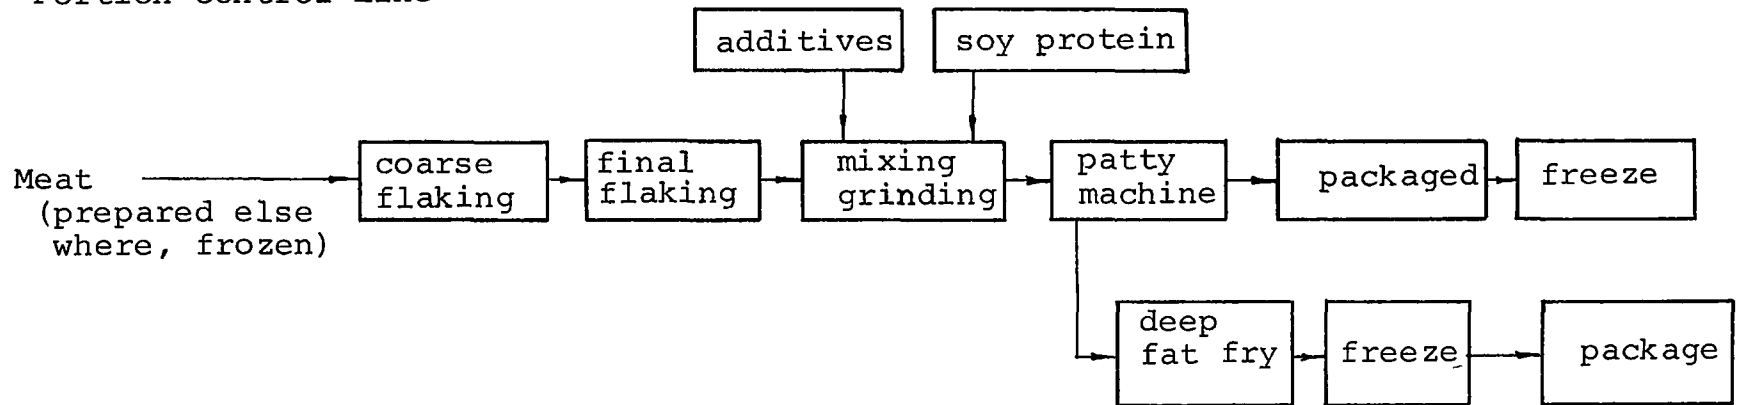 Portion Control Line
additives
soy protein
Meat
(prepared else
where, frozen)
coarse
flaking
final
flaking
mixing
grinding
patty
machine
packaged
freeze
deep
fat fry
freeze
package